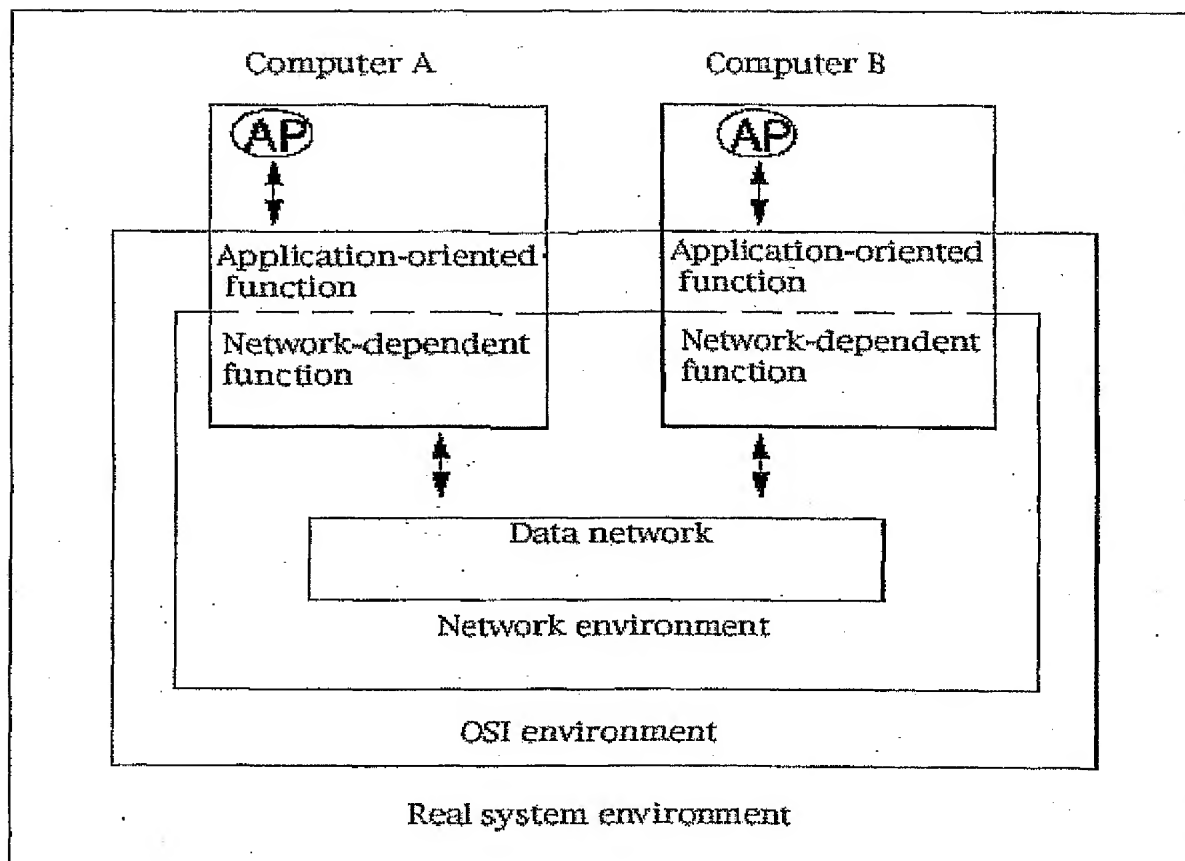 Computer A
Computer B
AP
AP
Application-oriented
function
Application-oriented
function
Network-dependent
function
Network-dependent
function
Data network
Network environment
OSI environment
Real system environment